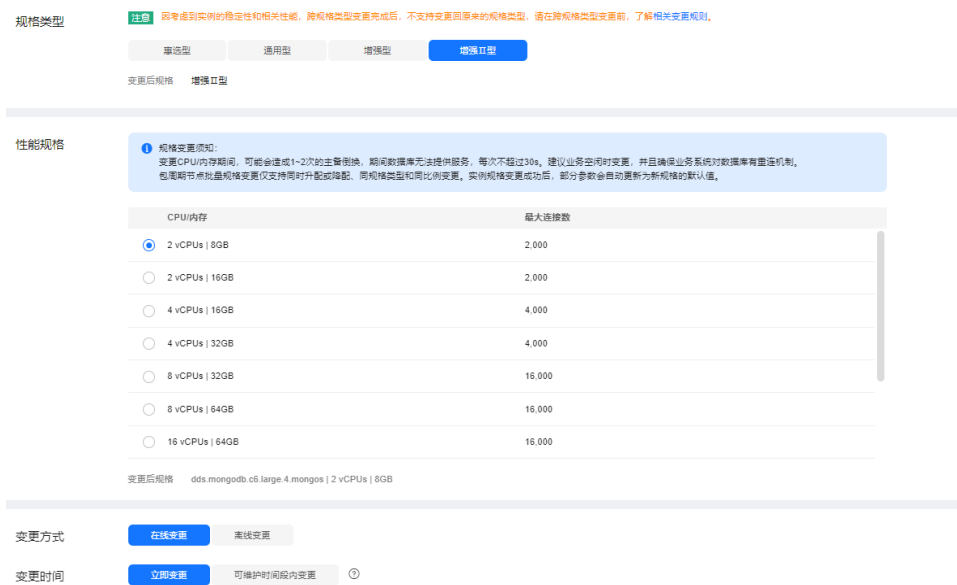 规格类型
注意 因考虑到实例的稳定性和相关性能，跨规格类型变更完成后，不支持变更回原来的规格类型，请在跨规格类型变更前，了解相关变更规则。
通用型 增强型 增强Ⅱ型
变更后规格 增强Ⅱ型
性能规格
规格变更须知：
变更CPU/内存期间，可能会造成1~2次的主备倒换，期间数据库无法提供服务，每次不超过30s。建议业务空闲时变更，并且确保业务系统对数据库有重连机制。
包周期节点批量规格变更仅支持同时升配或降配、同规格类型和同比例变更。实例规格变更成功后，部分参数会自动更新为新规格的默认值。
CPU/内存 最大连接数
2 vCPUs | 8GB 2,000
2 vCPUs | 16GB 2,000
4 vCPUs | 16GB 4,000
4 vCPUs | 32GB 4,000
8 vCPUs | 32GB 16,000
8 vCPUs | 64GB 16,000
16 vCPUs | 64GB 16,000
变更后规格 dds.mongodb.c6.large.4.mongos | 2 vCPUs | 8GB
变更方式 在线变更 离线变更
变更时间 立即变更 可维护时间段内变更 ?